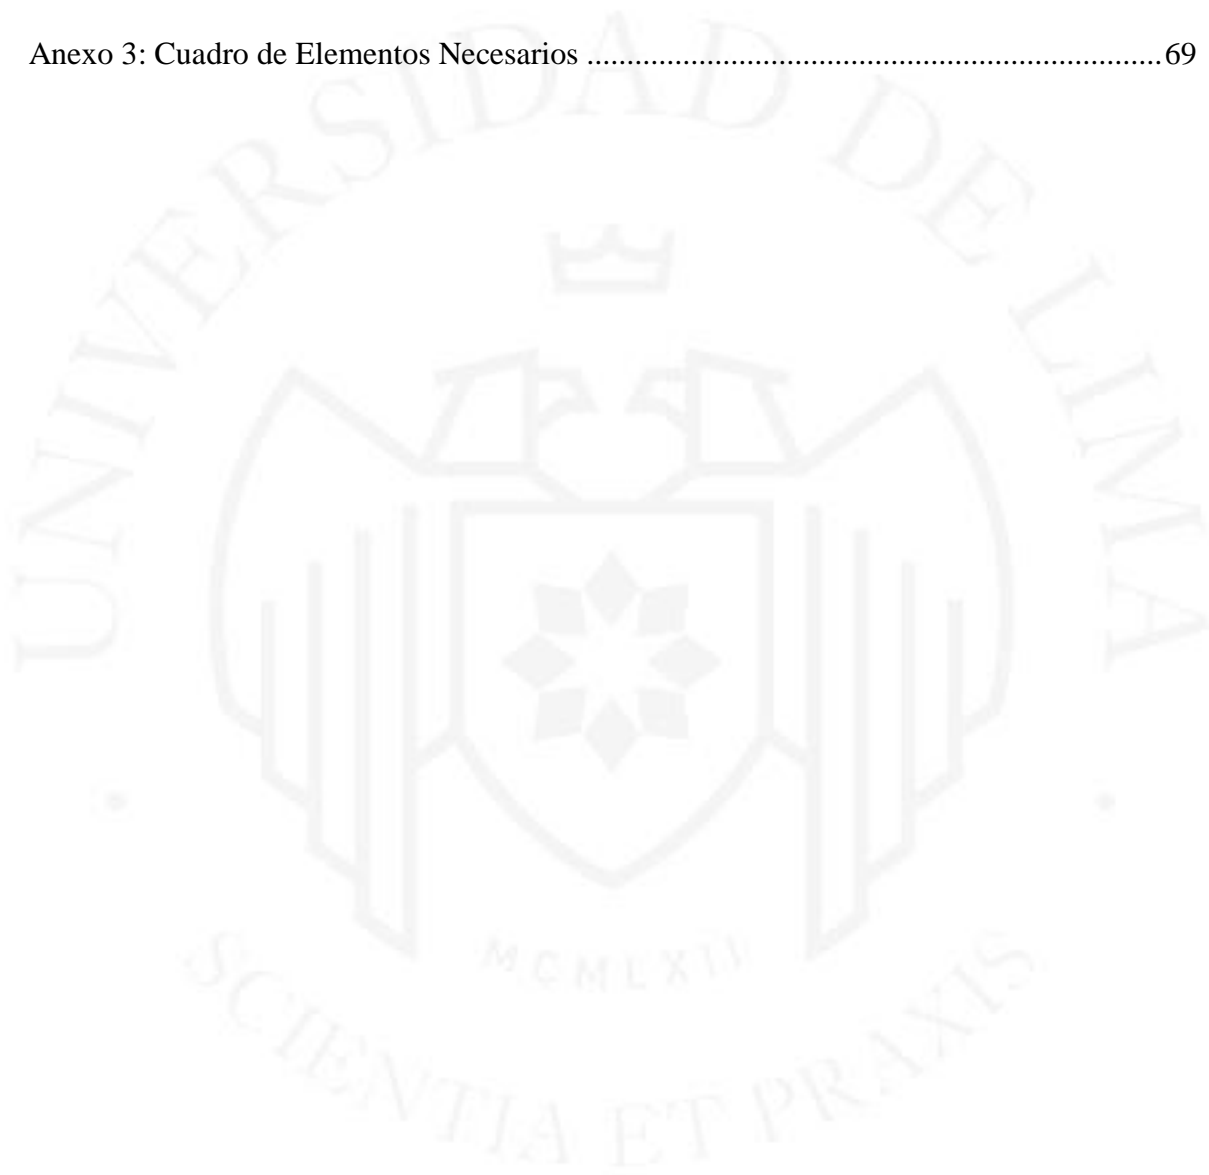 Anexo 3: Cuadro de Elementos Necesarios ........................................................................ 69
UNIVERSIDAD DE LIMA
MCMLXII
SCIENTIA ET PRAXIS